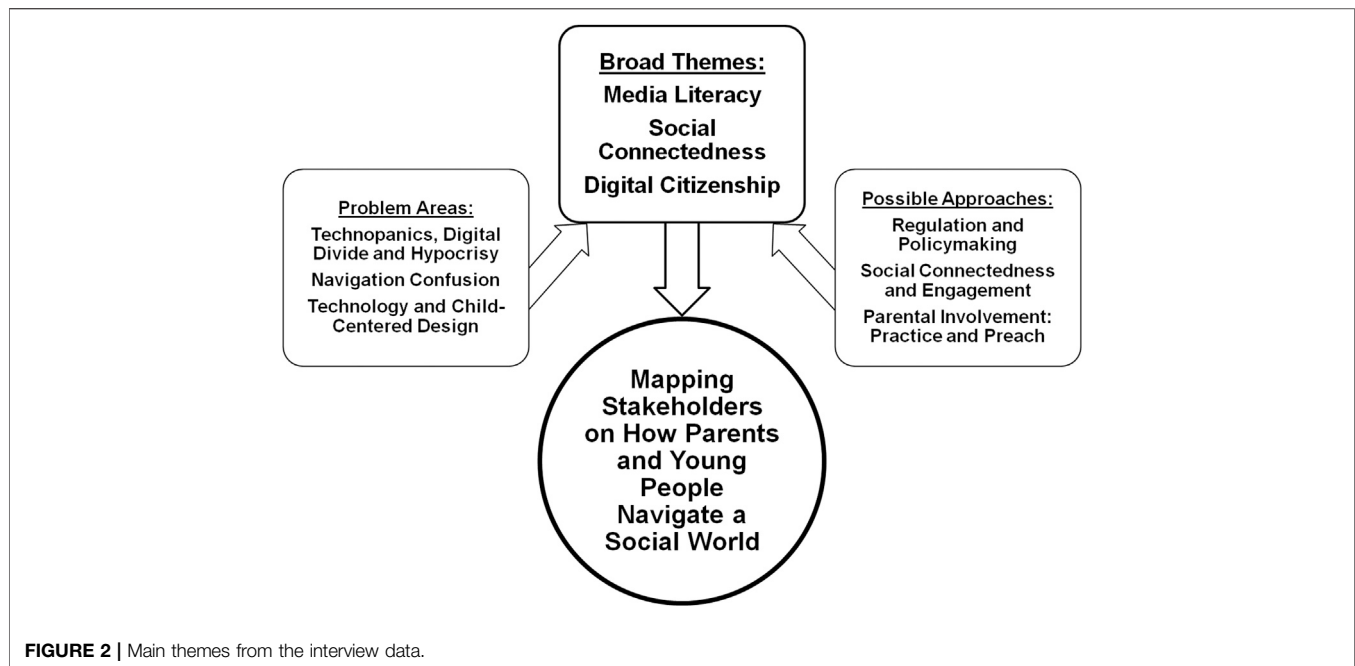 Broad Themes:
Media Literacy
Social
Connectedness
Digital Citizenship
Problem Areas:
Technopanics, Digital
Divide and Hypocrisy
Navigation Confusion
Technology and Child-
Centered Design
Possible Approaches:
Regulation and
Policymaking
Social Connectedness
and Engagement
Parental Involvement:
Practice and Preach
Mapping
Stakeholders
on How Parents
and Young
People
Navigate a
Social World
FIGURE 2 | Main themes from the interview data.